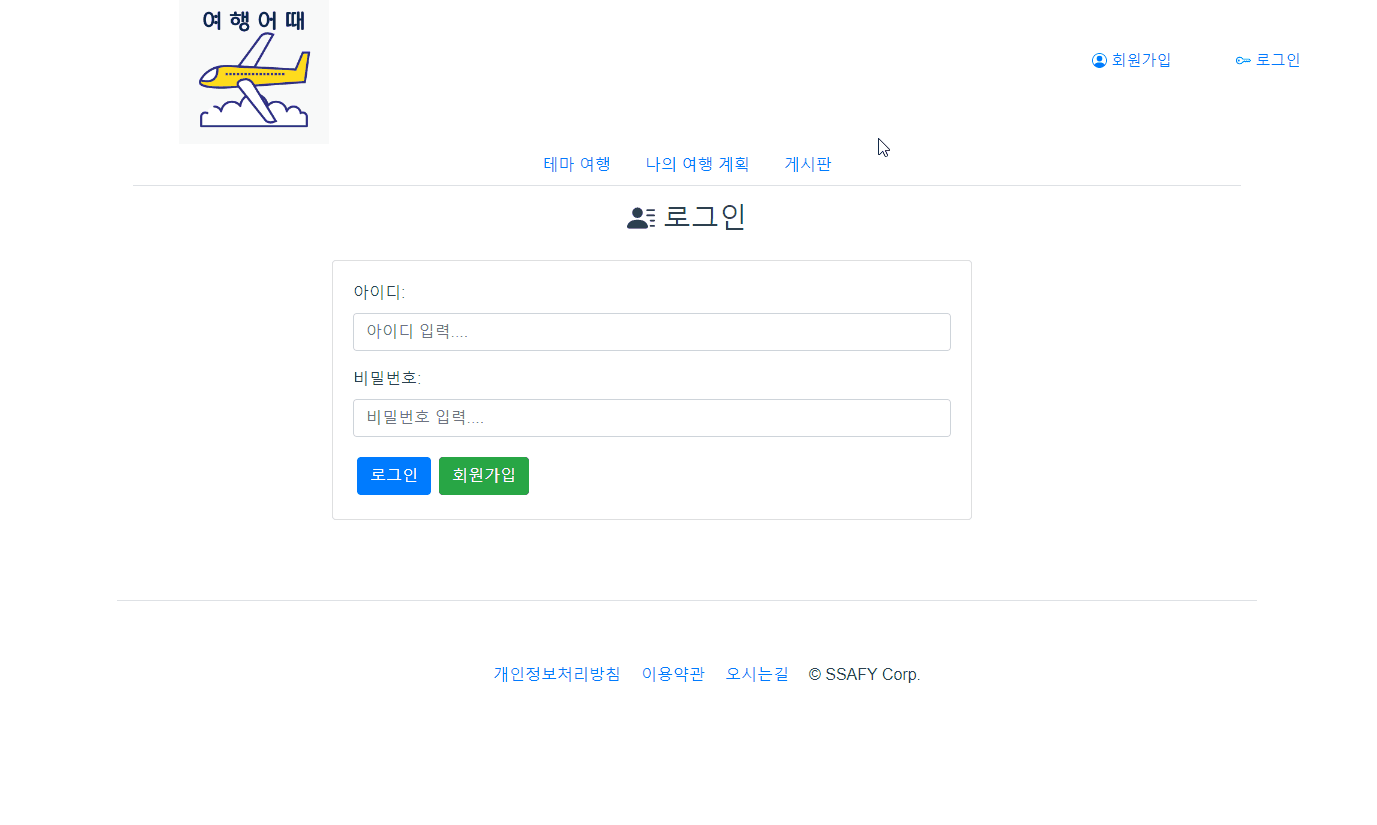 여행어때
회원가입 로그인
테마 여행 나의 여행 계획 게시판
로그인
아이디:
아이디 입력....
비밀번호:
비밀번호 입력....
로그인 회원가입
개인정보처리방침 이용약관 오시는길 © SSAFY Corp.